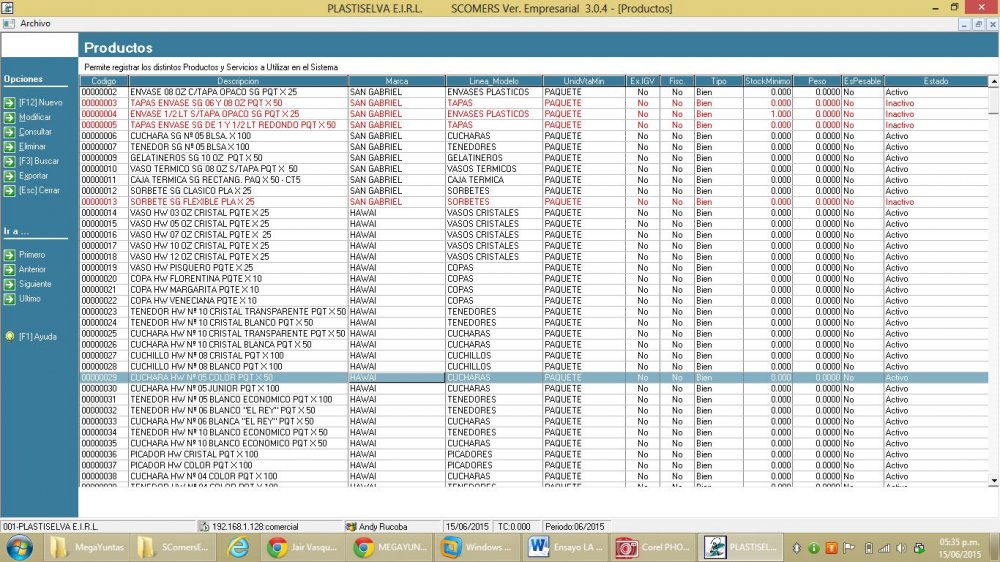 PLASTISELVA E.I.R.L. SCOMERS Ver. Empresarial 3.0.4 - [Productos]
Archivo
Productos
Permite registrar los distintos Productos y Servicios a Utilizar en el Sistema
Opciones
[F12] Nuevo
Modificar
Consultar
Eliminar
[F3] Buscar
Exportar
[Esc] Cerrar
Ir a ...
Primero
Anterior
Siguiente
Ultimo
[F1] Ayuda
Codigo Descripcion Marca Linea_Modelo UnidVtaMin Ex.IGV Fisc. Tipo StockMinimo Peso EsPesable Estado
00000002 ENVASE 08 OZ C/TAPA OPACO SG PQT X 25 SAN GABRIEL ENVASES PLASTICOS PAQUETE No No Bien 0.000 0.0000 No Activo
00000003 TAPAS ENVASE SG 06 Y 08 OZ PQT X 50 SAN GABRIEL TAPAS PAQUETE No No Bien 0.000 0.0000 No Inactivo
00000004 ENVASE 1/2 LT S/TAPA OPACO SG PQT X 25 SAN GABRIEL ENVASES PLASTICOS PAQUETE No No Bien 1.000 0.0000 No Inactivo
00000005 TAPAS ENVASE SG DE 1 Y 1/2 LT REDONDO PQT X 50 SAN GABRIEL TAPAS PAQUETE No No Bien 0.000 0.0000 No Inactivo
00000006 CUCHARA SG Nº 05 BLSA. X 100 SAN GABRIEL CUCHARAS PAQUETE No No Bien 0.000 0.0000 No Activo
00000007 TENEDOR SG Nº 05 BLSA X 100 SAN GABRIEL TENEDORES PAQUETE No No Bien 0.000 0.0000 No Activo
00000009 GELATINEROS SG 10 OZ PQT X 50 SAN GABRIEL GELATINEROS PAQUETE No No Bien 0.000 0.0000 No Activo
00000010 VASO TERMICO SG 08 OZ S/TAPA PQT X 50 SAN GABRIEL VASOS TERMICOS PAQUETE No No Bien 0.000 0.0000 No Activo
00000011 CAJA TERMICA SG RECTANG. PAQ X 50 - CT5 SAN GABRIEL CAJA TERMICA PAQUETE No No Bien 0.000 0.0000 No Activo
00000012 SORBETE SG CLASICO PLA X 25 SAN GABRIEL SORBETES PAQUETE No No Bien 0.000 0.0000 No Activo
00000013 SORBETE SG FLEXIBLE PLA X 25 SAN GABRIEL SORBETES PAQUETE No No Bien 0.000 0.0000 No Inactivo
00000014 VASO HW 03 OZ CRISTAL PQTE X 25 HAWAI VASOS CRISTALES PAQUETE No No Bien 0.000 0.0000 No Activo
00000015 VASO HW 05 OZ CRISTAL PQTE X 25 HAWAI VASOS CRISTALES PAQUETE No No Bien 0.000 0.0000 No Activo
00000016 VASO HW 07 OZ CRISTAL PQTE X 25 HAWAI VASOS CRISTALES PAQUETE No No Bien 0.000 0.0000 No Activo
00000017 VASO HW 10 OZ CRISTAL PQTE X 25 HAWAI VASOS CRISTALES PAQUETE No No Bien 0.000 0.0000 No Activo
00000018 VASO HW 12 OZ CRISTAL PQTE X 25 HAWAI VASOS CRISTALES PAQUETE No No Bien 0.000 0.0000 No Activo
00000019 VASO HW PISQUERO PQTE X 25 HAWAI COPAS PAQUETE No No Bien 0.000 0.0000 No Activo
00000020 COPA HW FLORENTINA PQTE X 10 HAWAI COPAS PAQUETE No No Bien 0.000 0.0000 No Activo
00000021 COPA HW MARGARITA PQTE X 10 HAWAI COPAS PAQUETE No No Bien 0.000 0.0000 No Activo
00000022 COPA HW VENECIANA PQTE X 10 HAWAI COPAS PAQUETE No No Bien 0.000 0.0000 No Activo
00000023 TENEDOR HW Nº 10 CRISTAL TRANSPARENTE PQT X 50 HAWAI TENEDORES PAQUETE No No Bien 0.000 0.0000 No Activo
00000024 TENEDOR HW Nº 10 CRISTAL BLANCO PQT X 50 HAWAI TENEDORES PAQUETE No No Bien 0.000 0.0000 No Activo
00000025 CUCHARA HW Nº 10 CRISTAL TRANSPARENTE PQT X 50 HAWAI CUCHARAS PAQUETE No No Bien 0.000 0.0000 No Activo
00000026 CUCHARA HW Nº 10 CRISTAL BLANCA PQT X 50 HAWAI CUCHARAS PAQUETE No No Bien 0.000 0.0000 No Activo
00000027 CUCHILLO HW Nº 08 CRISTAL PQT X 100 HAWAI CUCHILLOS PAQUETE No No Bien 0.000 0.0000 No Activo
00000028 CUCHILLO HW Nº 08 BLANCO PQT X 100 HAWAI CUCHILLOS PAQUETE No No Bien 0.000 0.0000 No Activo
00000029 CUCHARA HW Nº 05 COLOR PQT X 50 HAWAI CUCHARAS PAQUETE No No Bien 0.000 0.0000 No Activo
00000030 CUCHARA HW Nº 05 JUNIOR PQT X 100 HAWAI CUCHARAS PAQUETE No No Bien 0.000 0.0000 No Activo
00000031 TENEDOR HW Nº 05 BLANCO ECONOMICO PQT X 100 HAWAI TENEDORES PAQUETE No No Bien 0.000 0.0000 No Activo
00000032 TENEDOR HW Nº 06 BLANCO "EL REY" PQT X 50 HAWAI TENEDORES PAQUETE No No Bien 0.000 0.0000 No Activo
00000033 CUCHARA HW Nº 06 BLANCA "EL REY" PQT X 50 HAWAI CUCHARAS PAQUETE No No Bien 0.000 0.0000 No Activo
00000034 TENEDOR HW Nº 10 BLANCO ECONOMICO PQT X 50 HAWAI TENEDORES PAQUETE No No Bien 0.000 0.0000 No Activo
00000035 CUCHARA HW Nº 10 BLANCO ECONOMICO PQT X 50 HAWAI CUCHARAS PAQUETE No No Bien 0.000 0.0000 No Activo
00000036 PICADOR HW CRISTAL PQT X 100 HAWAI PICADORES PAQUETE No No Bien 0.000 0.0000 No Activo
00000037 PICADOR HW COLOR PQT X 100 HAWAI PICADORES PAQUETE No No Bien 0.000 0.0000 No Activo
00000038 CUCHARA HW Nº 04 COLOR PQT X 100 HAWAI CUCHARAS PAQUETE No No Bien 0.000 0.0000 No Activo
00000039 TENEDOR HW Nº 04 COLOR PQT X 100 HAWAI TENEDORES PAQUETE No No Bien 0.000 0.0000 No Activo
001-PLASTISELVA E.I.R.L. 192.168.1.128:comercial Andy Rucoba 15/06/2015 TC:0.000 Periodo:06/2015
MegaYuntas SComersE... Jair Vasqu... MEGAYUN... Windows ... Ensayo LA ... Corel PHO... PLASTISEL... 05:35 p.m.
15/06/2015